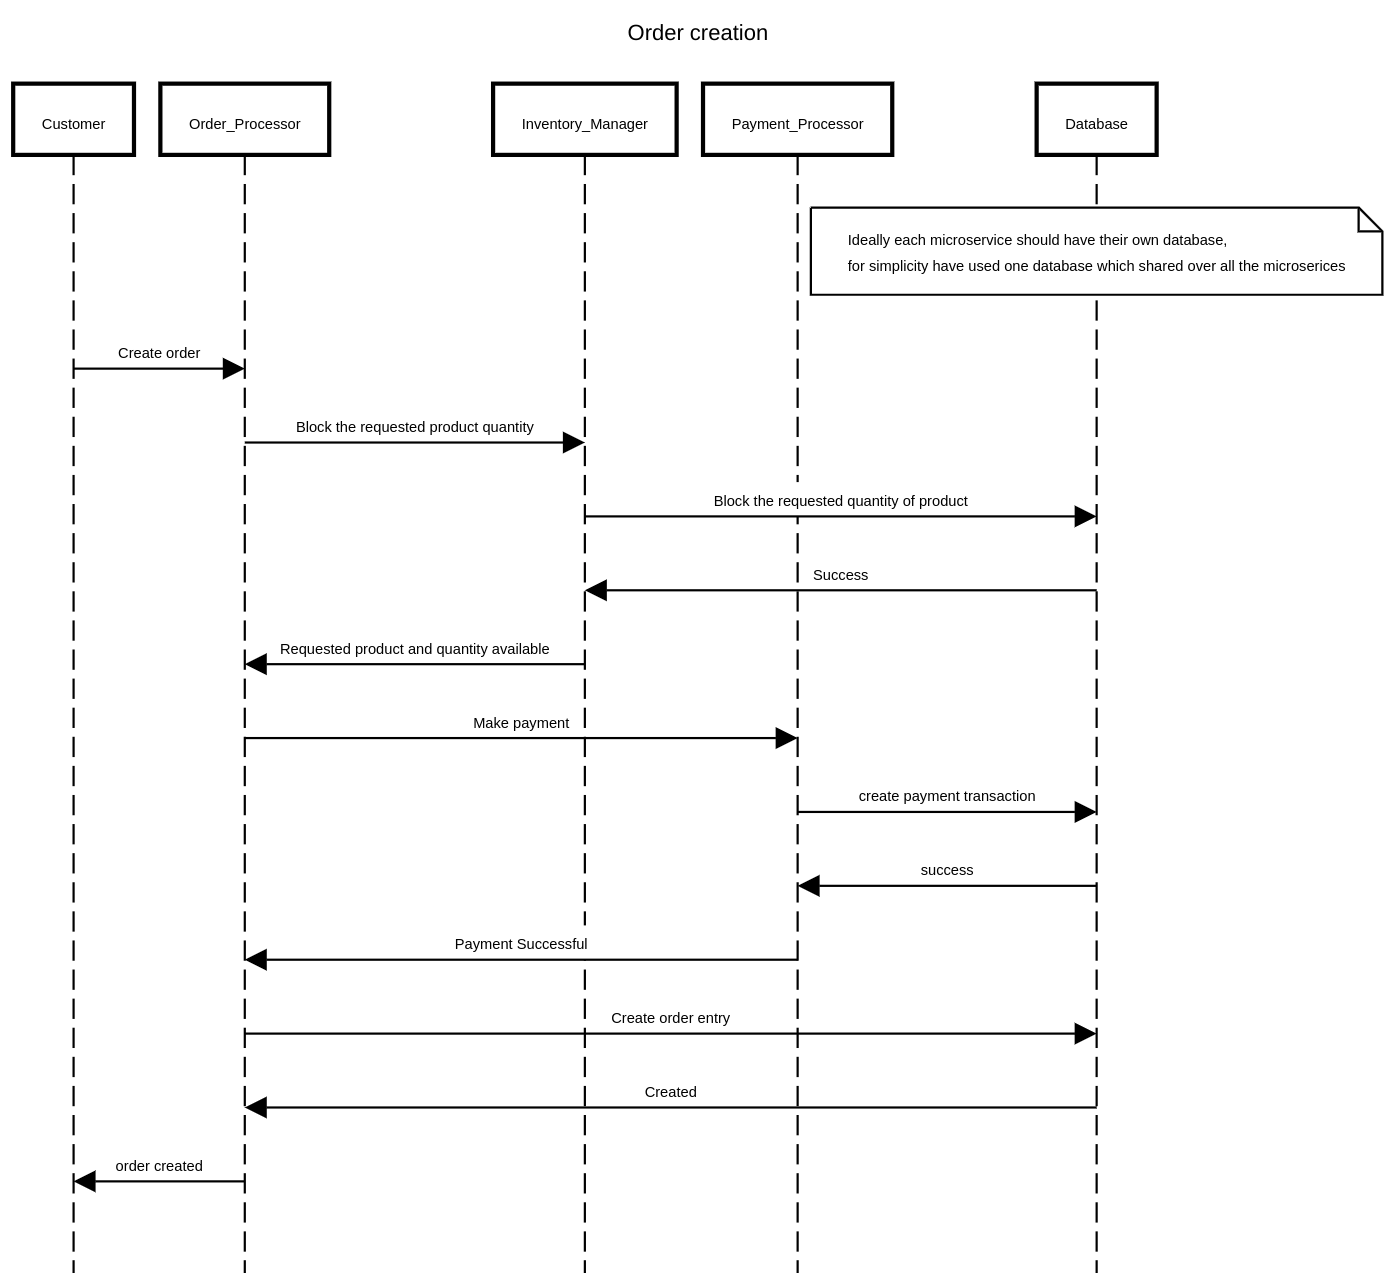 Order creation
Customer
Order_Processor
Inventory_Manager
Payment_Processor
Database
Ideally each microservice should have their own database,
for simplicity have used one database which shared over all the microserices
Create order
Block the requested product quantity
Block the requested quantity of product
Success
Requested product and quantity available
Make payment
create payment transaction
success
Payment Successful
Create order entry
Created
order created